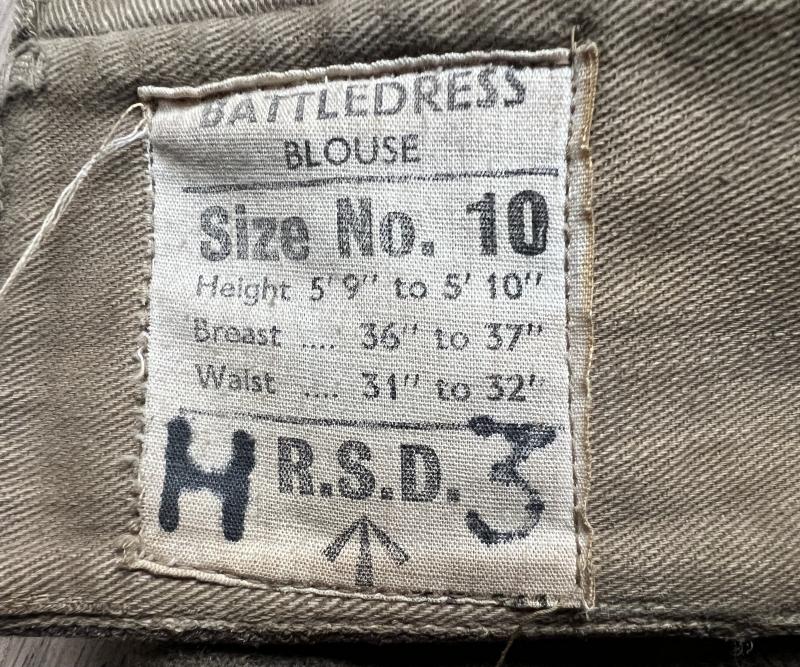 BATTLEDRESS
BLOUSE
Size No. 10
Height 5' 9" to 5' 10"
Breast .... 36" to 37"
Waist .... 31" to 32"
H R.S.D. 3